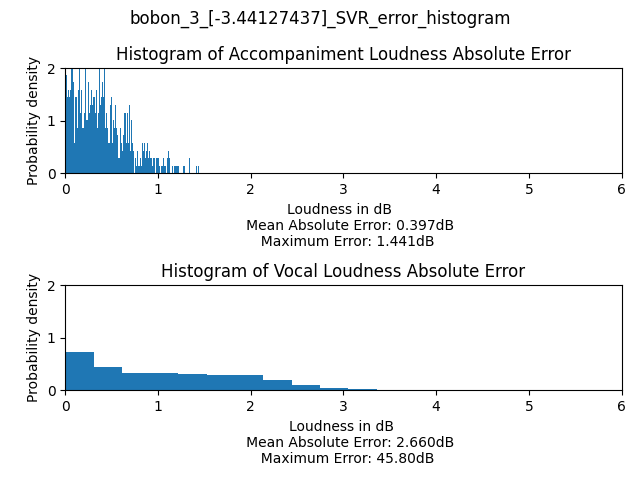 bobon_3_[-3.44127437]_SVR_error_histogram
Histogram of Accompaniment Loudness Absolute Error
Probability density
2
1
0
0 1 2 3 4 5 6
Loudness in dB
Mean Absolute Error: 0.397dB
Maximum Error: 1.441dB
Histogram of Vocal Loudness Absolute Error
Probability density
2
1
0
0 1 2 3 4 5 6
Loudness in dB
Mean Absolute Error: 2.660dB
Maximum Error: 45.80dB